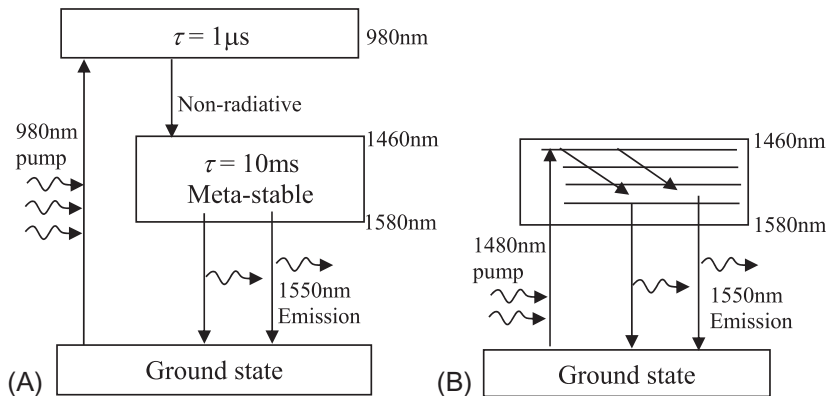 τ = 1μs
980nm
Non-radiative
980nm
pump
1460nm
τ = 10ms
Meta-stable
1580nm
1550nm
Emission
Ground state
(A)
1460nm
1580nm
1480nm
pump
1550nm
Emission
Ground state
(B)